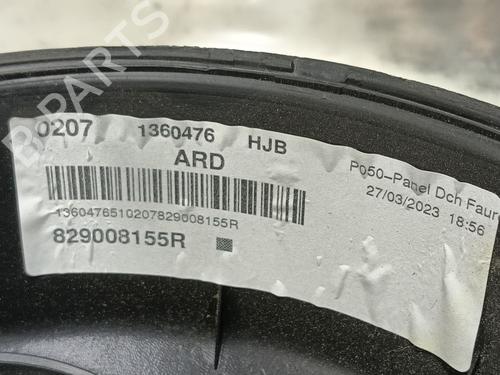 0207 1360476 HJB
ARD
1360476510207829008155R
829008155R
P050-Panel Dch Faur
27/03/2023 18:56